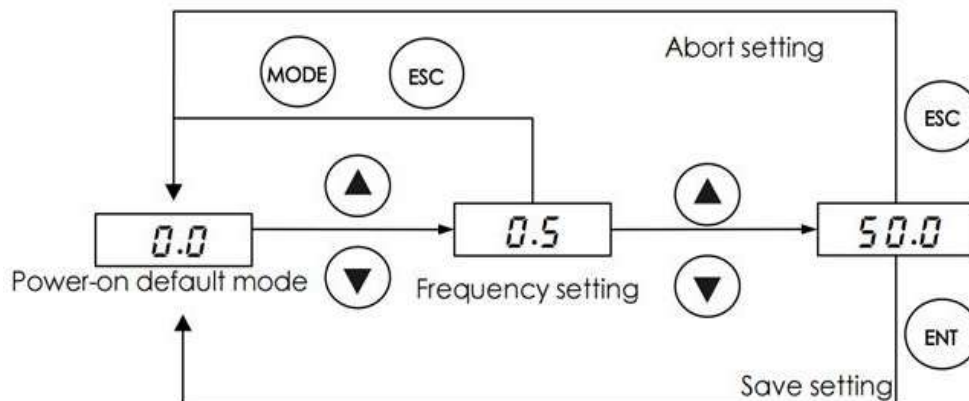 Abort setting
MODE
ESC
ESC
0.0
0.5
50.0
Power-on default mode
Frequency setting
ENT
Save setting